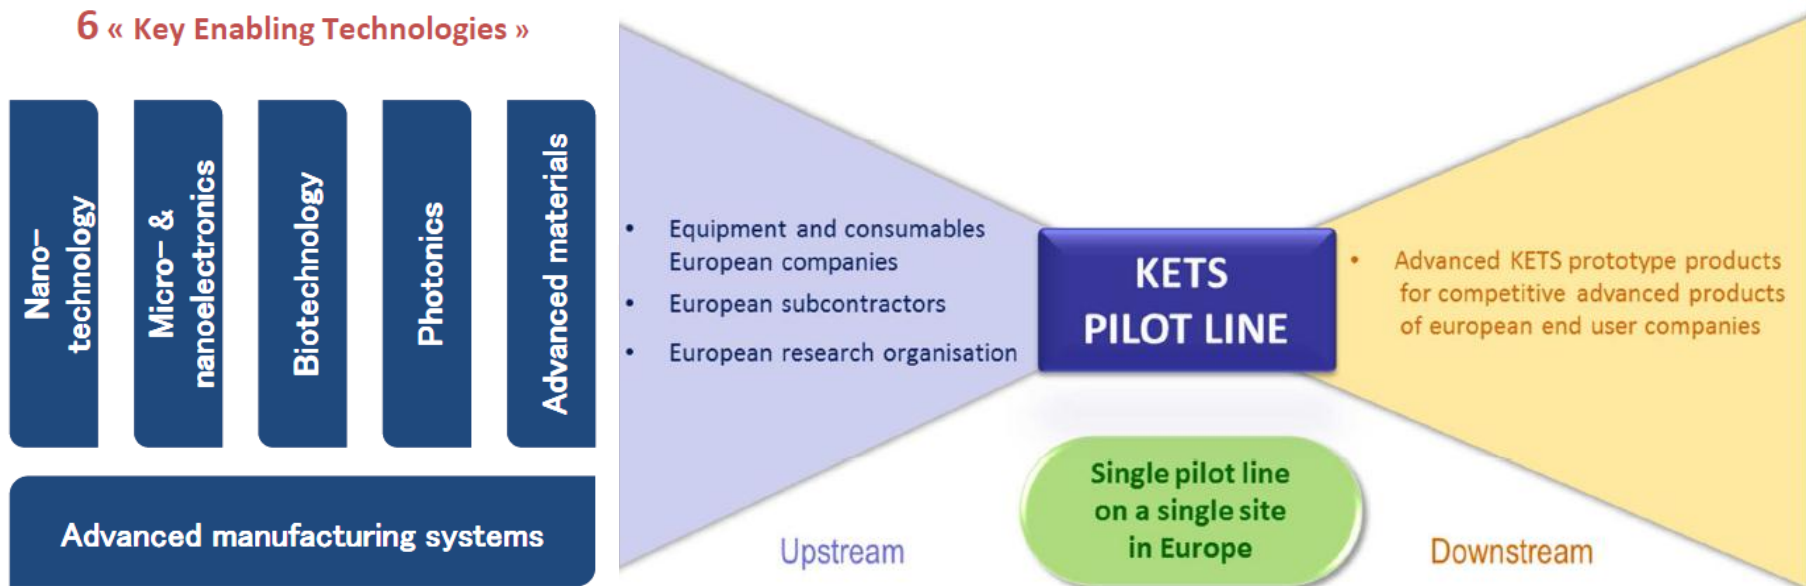 6 « Key Enabling Technologies »
Nano-
technology
Micro- &
nanoelectronics
Biotechnology
Photonics
Advanced materials
Advanced manufacturing systems
• Equipment and consumables
European companies
• European subcontractors
• European research organisation
Upstream
KETS
PILOT LINE
Single pilot line
on a single site
in Europe
• Advanced KETS prototype products
for competitive advanced products
of european end user companies
Downstream